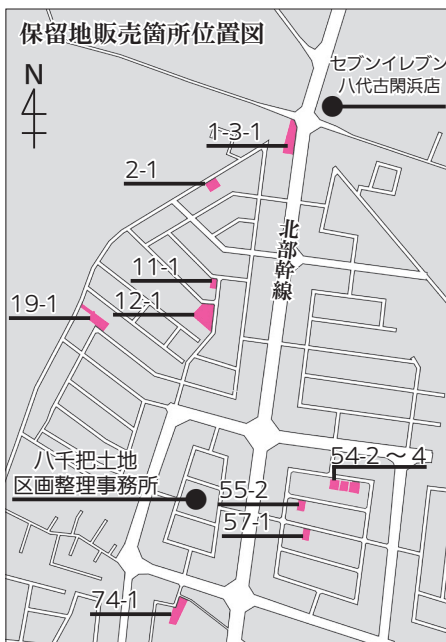 保留地販売箇所位置図
N
セブンイレブン
八代古閑浜店
1-3-1
2-1
北部幹線
11-1
19-1
12-1
八千把土地
区画整理事務所
54-2～4
55-2
57-1
74-1